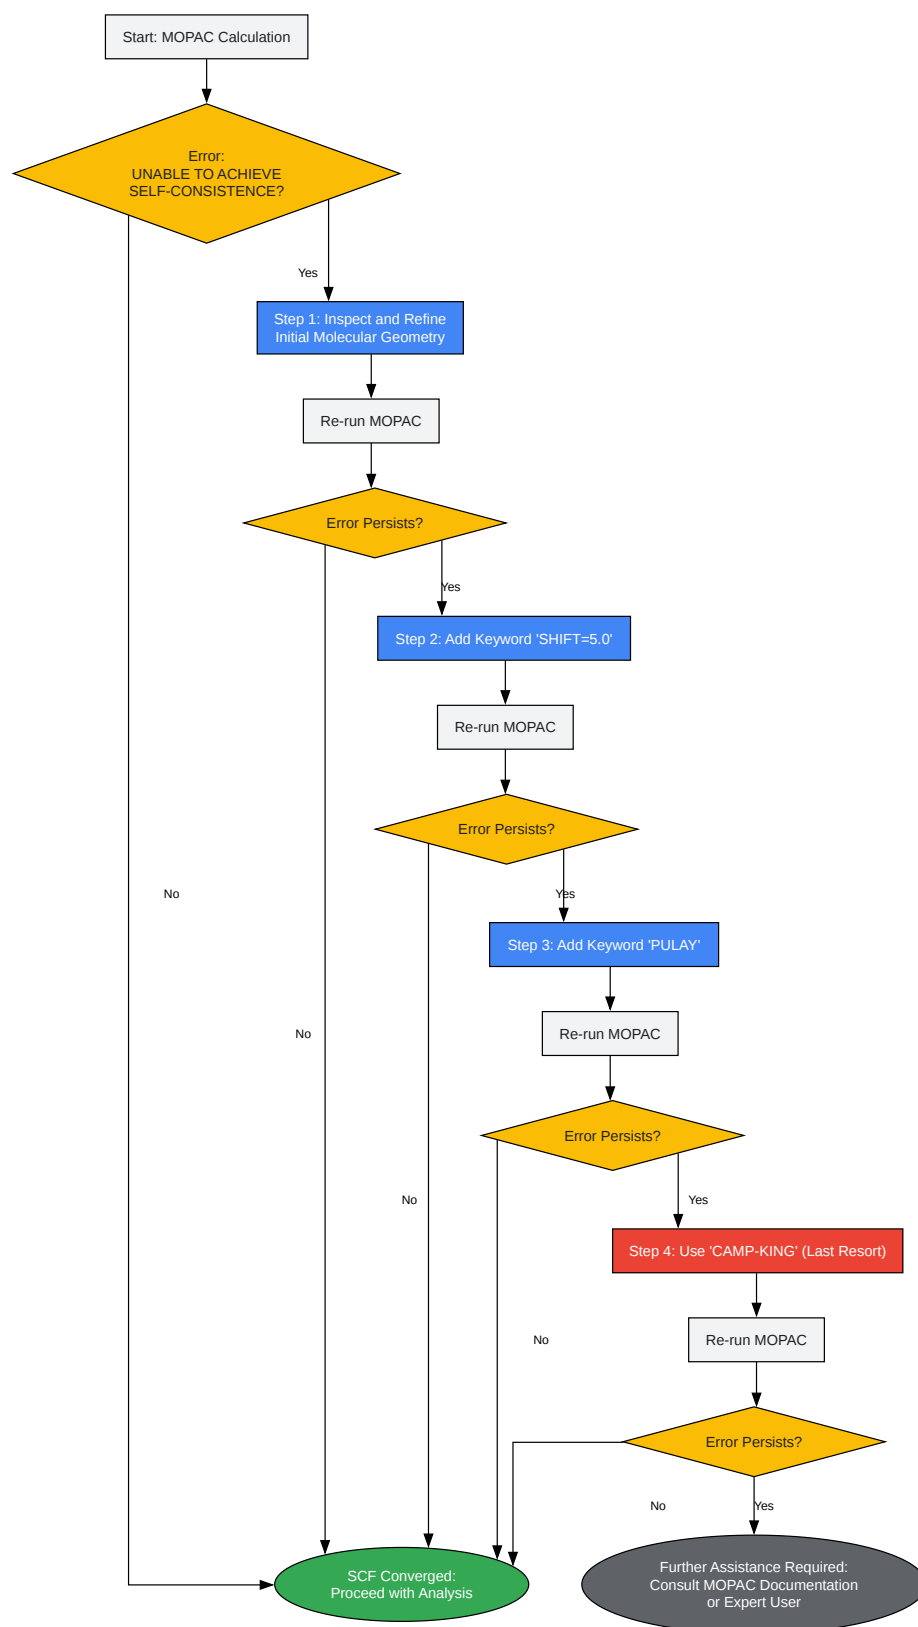 Start: MOPAC Calculation
Error:
UNABLE TO ACHIEVE
SELF-CONSISTENCE?
Yes
Step 1: Inspect and Refine
Initial Molecular Geometry
Re-run MOPAC
Error Persists?
Yes
Step 2: Add Keyword 'SHIFT=5.0'
Re-run MOPAC
Error Persists?
No
Yes
Step 3: Add Keyword 'PULAY'
Re-run MOPAC
No
Error Persists?
No
Yes
Step 4: Use 'CAMP-KING' (Last Resort)
No
Re-run MOPAC
Error Persists?
No
Yes
SCF Converged:
Proceed with Analysis
Further Assistance Required:
Consult MOPAC Documentation
or Expert User